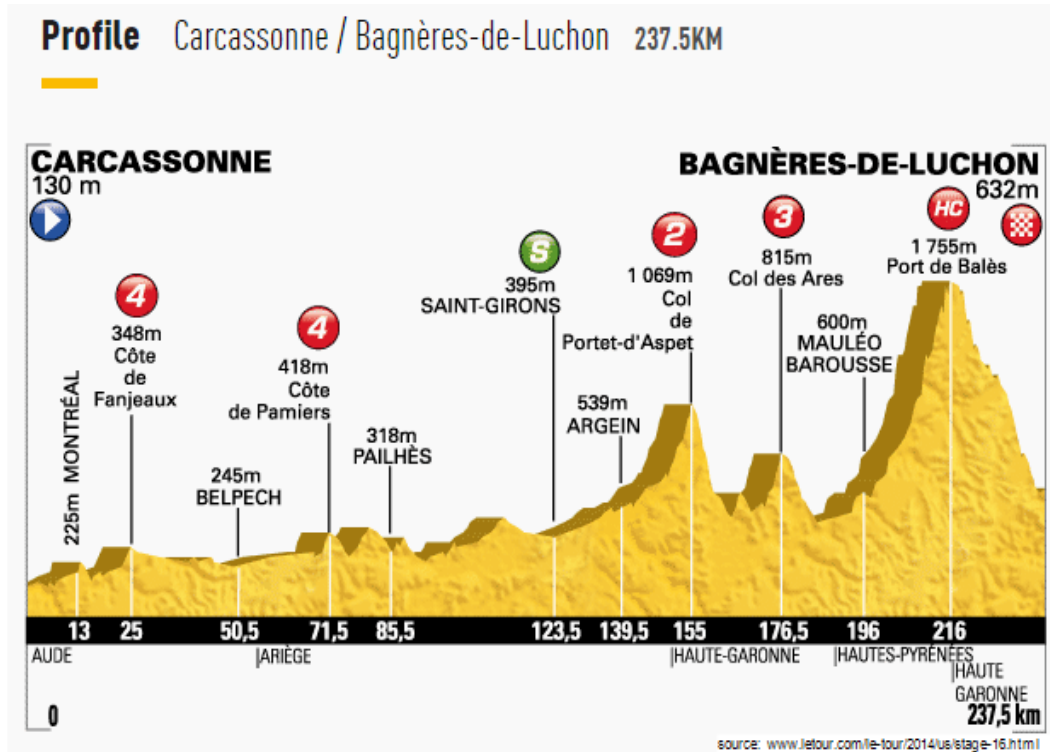 Profile Carcassonne / Bagnères-de-Luchon 237.5KM
CARCASSONNE
130 m
BAGNÈRES-DE-LUCHON
632m
225m MONTRÉAL
4
348m
Côte
de
Fanjeaux
245m
BELPECH
4
418m
Côte
de Pamiers
318m
PAILHÈS
S
395m
SAINT-GIRONS
539m
ARGEIN
2
1 069m
Col
de
Portet-d'Aspet
3
815m
Col des Ares
600m
MAULÉO
BAROUSSE
HC
1 755m
Port de Balès
13 25 50,5 71,5 85,5 123,5 139,5 155 176,5 196 216
AUDE ARIÈGE HAUTE-GARONNE HAUTES-PYRÉNÉES
HAUTE
GARONNE
0 237,5 km
source: www.letour.com/le-tour/2014/us/stage-16.html